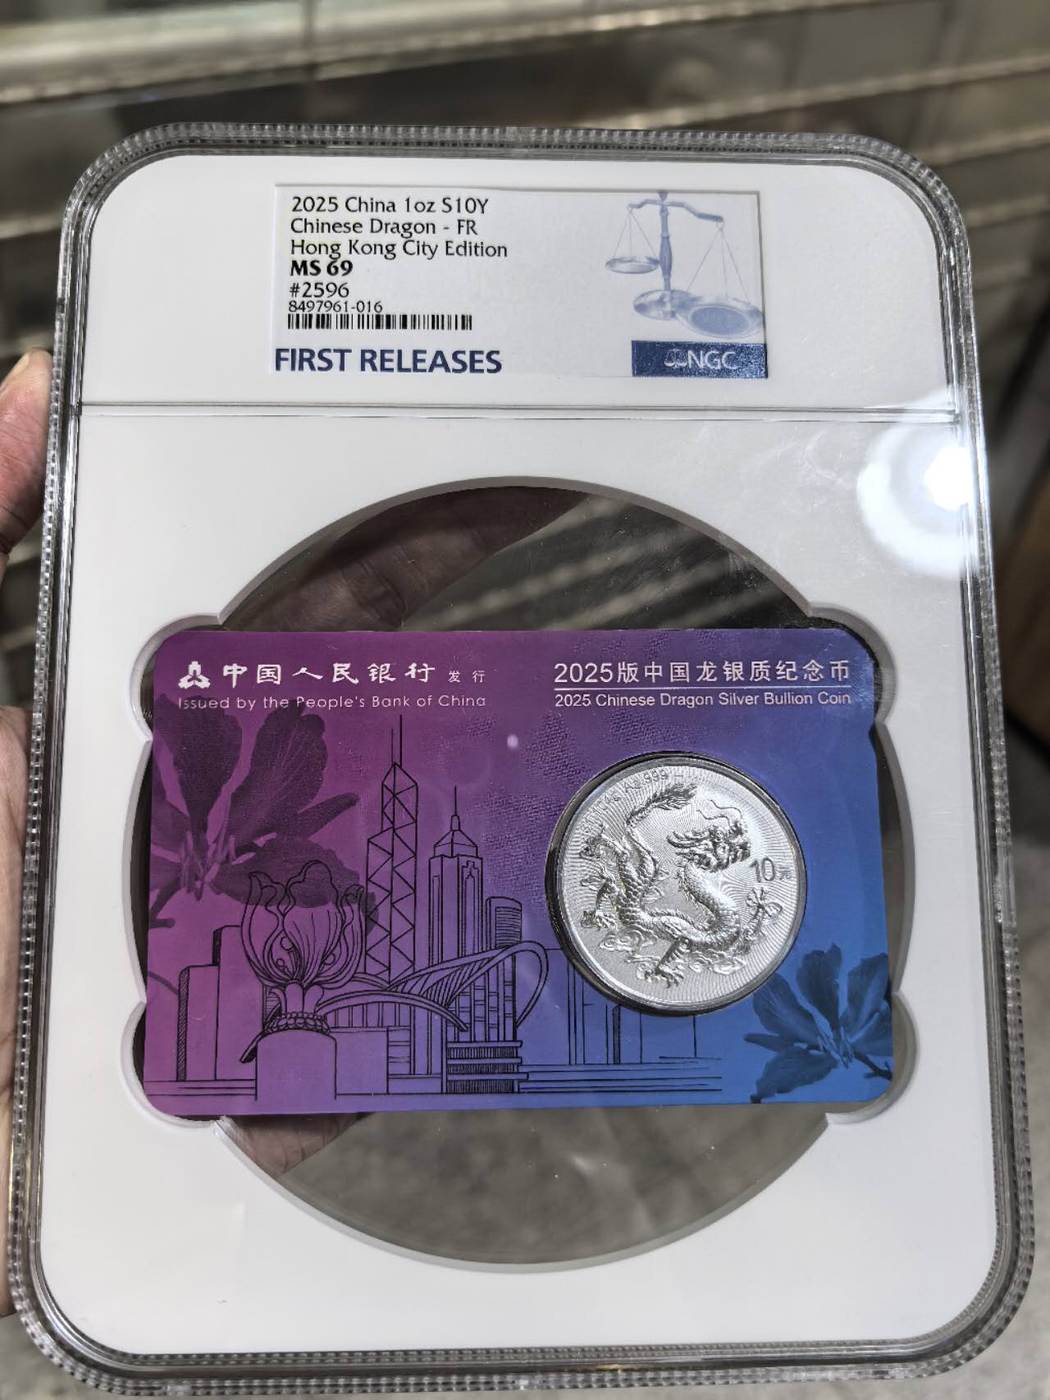 2025 China 1oz S10Y
Chinese Dragon - FR
Hong Kong City Edition
MS 69
#2596
8497961-016
FIRST RELEASES
NGC
中国人民银行 发行
Issued by the People's Bank of China
2025版中国龙银质纪念币
2025 Chinese Dragon Silver Bullion Coin
999
10元